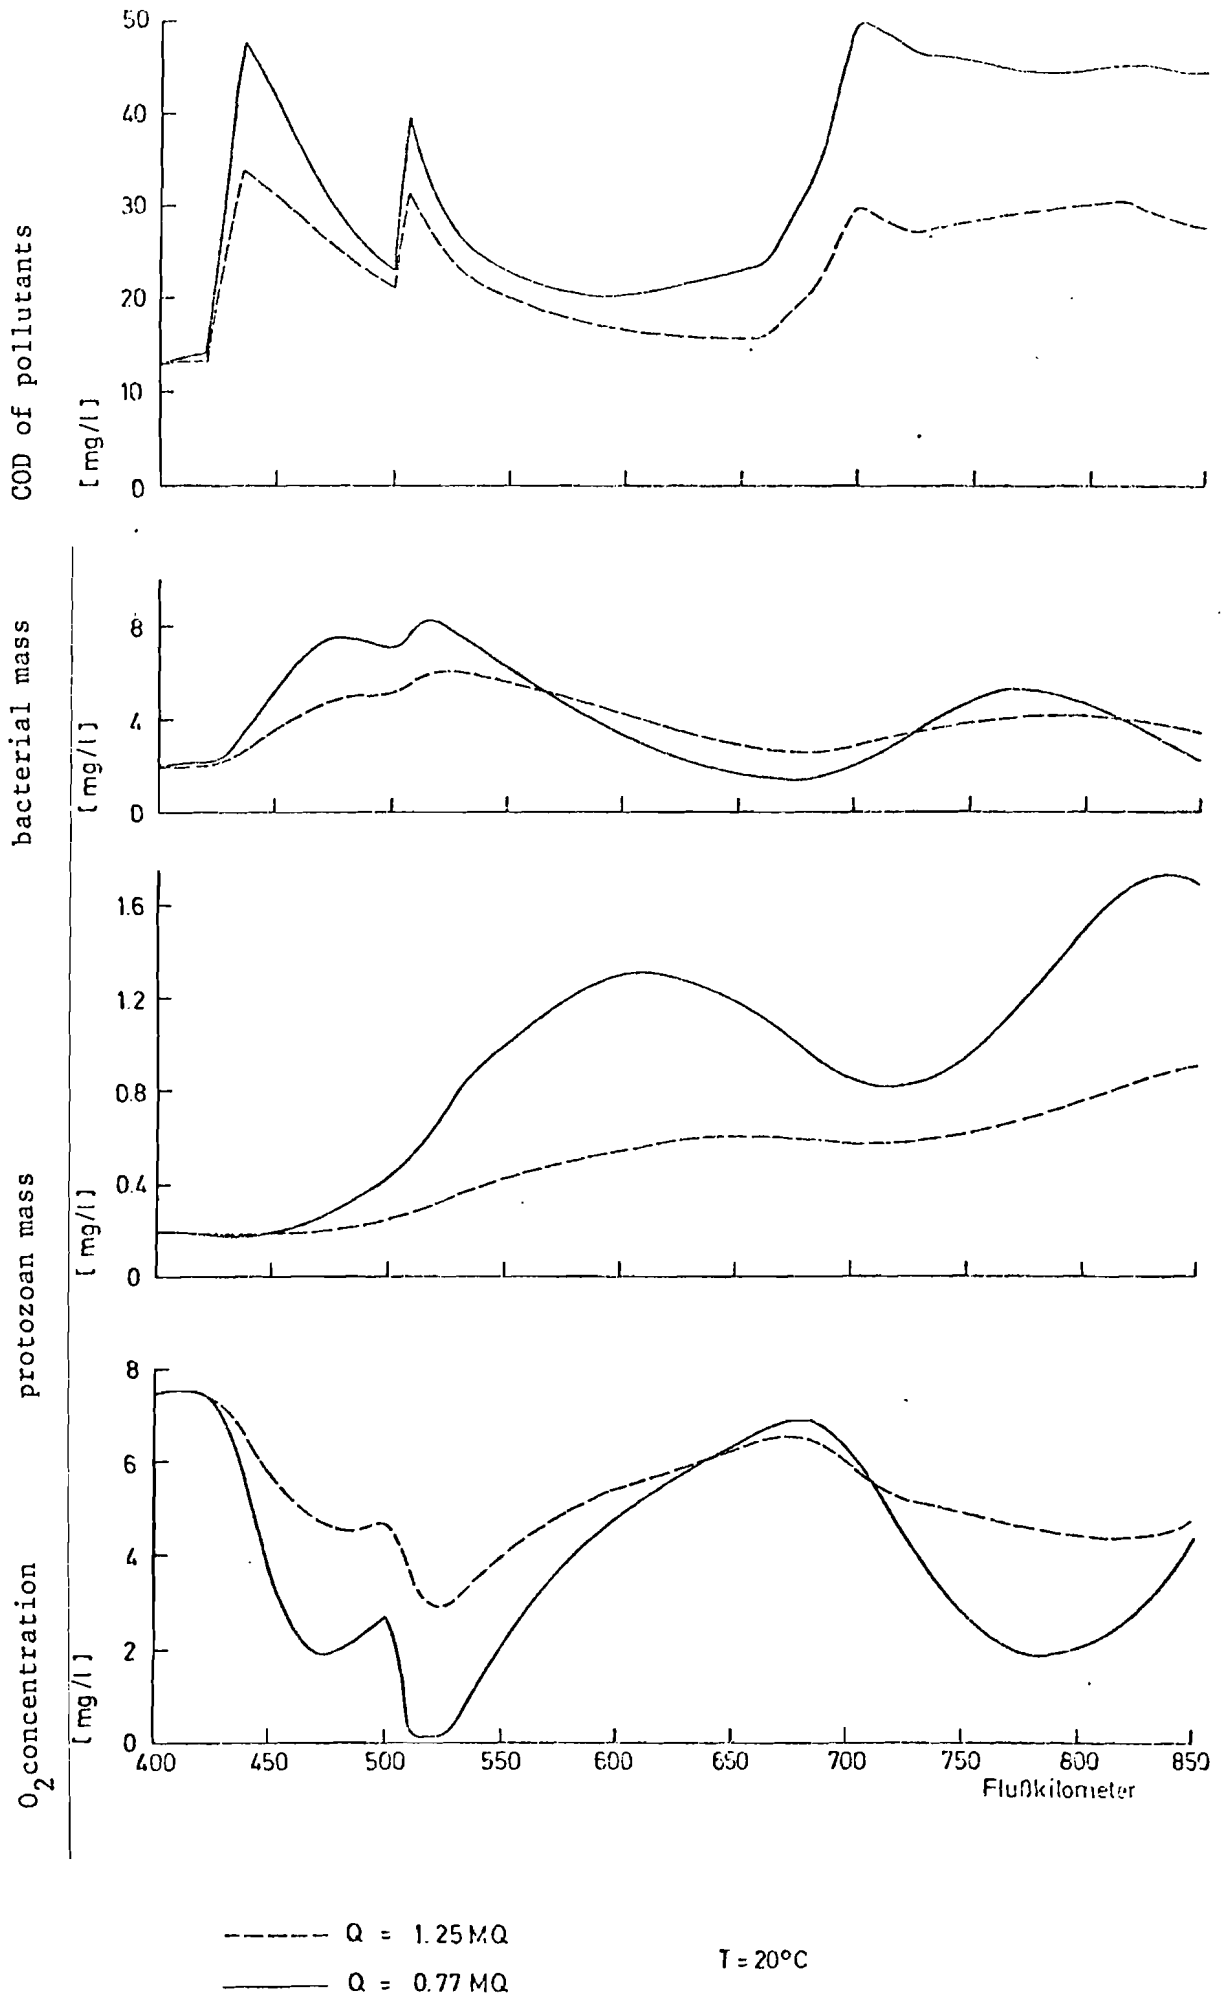 COD of pollutants
[mg/l]
50
40
30
20
10
0
bacterial mass
[mg/l]
8
4
0
protozoan mass
[mg/l]
1.6
1.2
0.8
0.4
0
O2 concentration
[mg/l]
8
6
4
2
0
400 450 500 550 600 650 700 750 800 850
Flußkilometer
Q = 1.25 MQ
Q = 0.77 MQ
T = 20°C